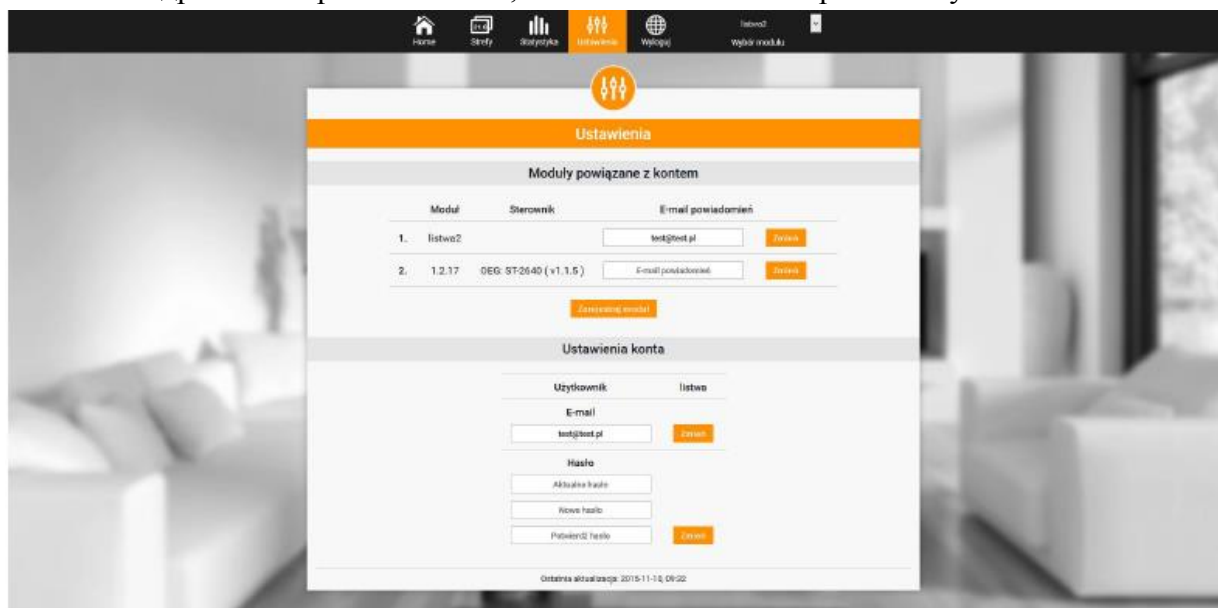 listwa2
Home Strefy Statystyka Ustawienia Wyloguj Wybór modułu
Ustawienia
Moduły powiązane z kontem
Moduł Sterownik E-mail powiadomień
1. listwa2 test@test.pl Zmień
2. 1.2.17 OEG: ST-2640 ( v1.1.5 ) E-mail powiadomień Zmień
Zarejestruj moduł
Ustawienia konta
Użytkownik listwa
E-mail
test@test.pl Zmień
Hasło
Aktualne hasło
Nowe hasło
Potwierdź hasło Zmień
Ostatnia aktualizacja: 2015-11-10, 09:22